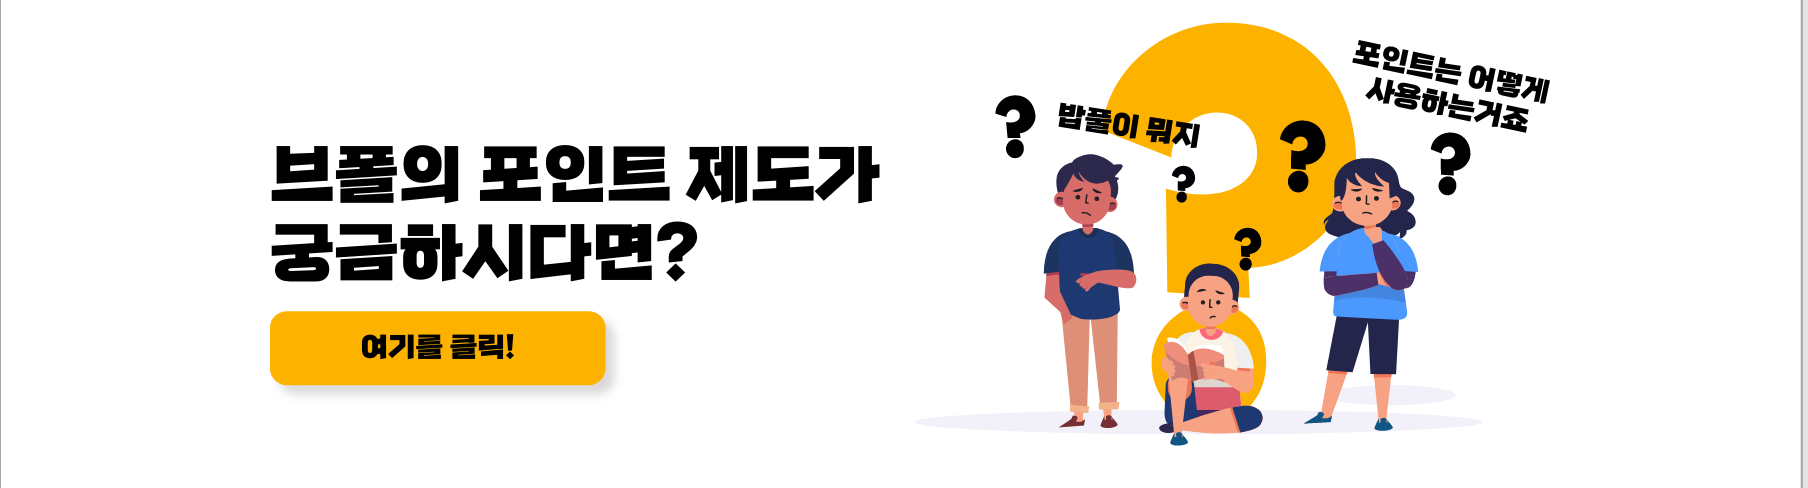 브폴의 포인트 제도가
궁금하시다면?
여기를 클릭!
?
밥풀이 뭐지
?
?
?
포인트는 어떻게
사용하는거죠
?